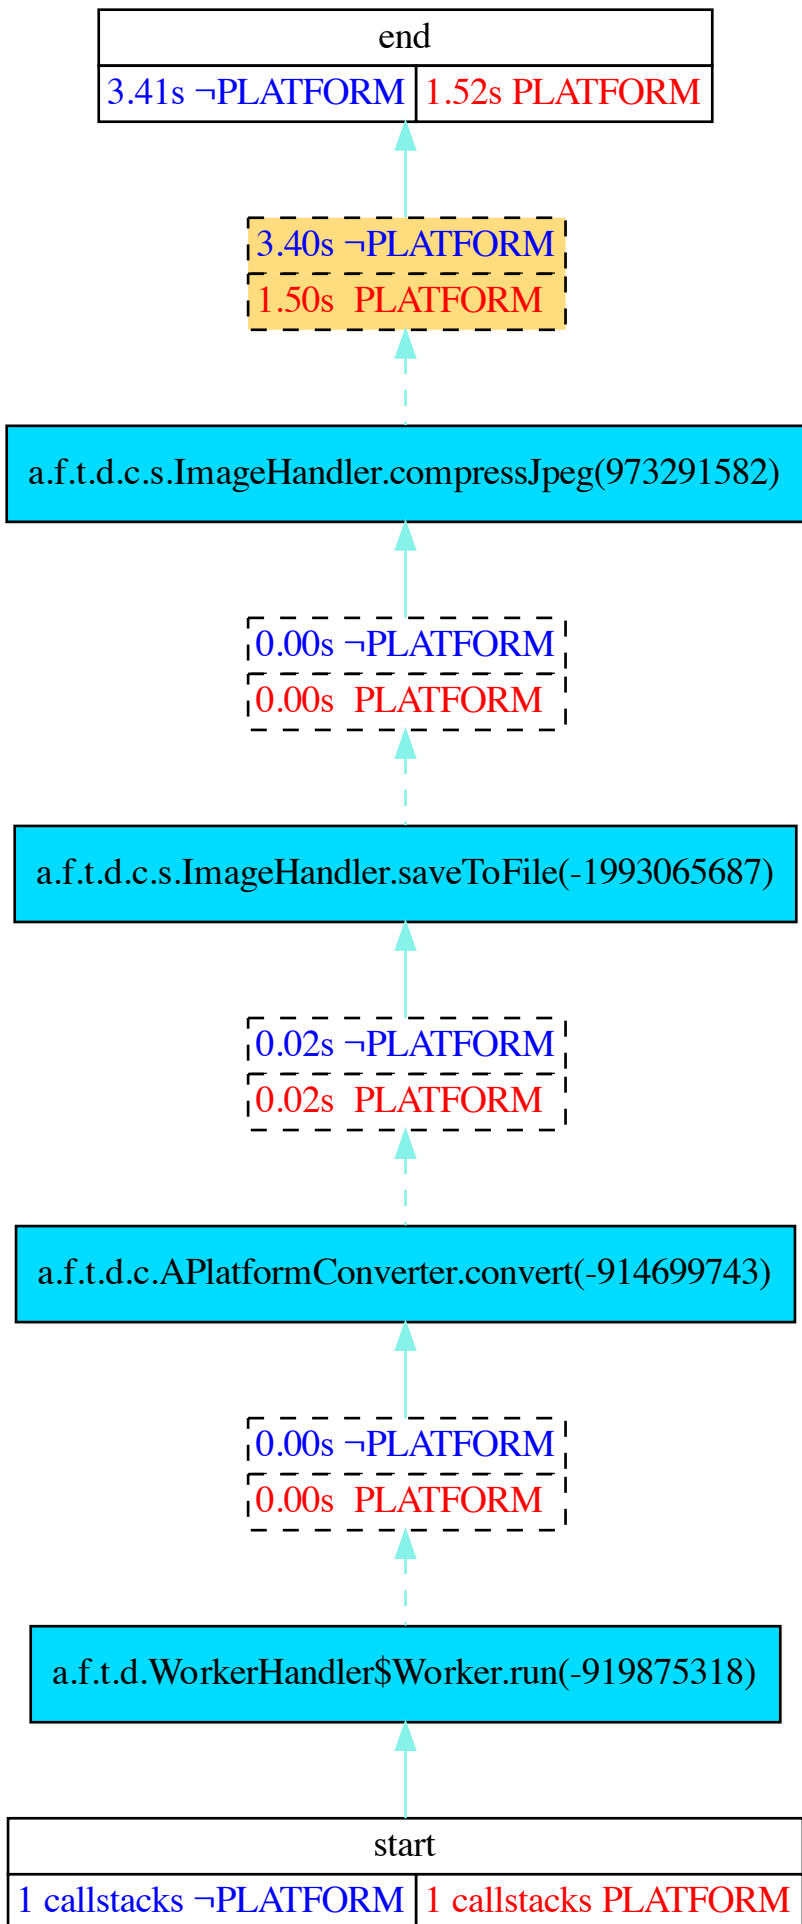 end
3.41s ¬PLATFORM 1.52s PLATFORM
3.40s ¬PLATFORM
1.50s PLATFORM
a.f.t.d.c.s.ImageHandler.compressJpeg(973291582)
0.00s ¬PLATFORM
0.00s PLATFORM
a.f.t.d.c.s.ImageHandler.saveToFile(-1993065687)
0.02s ¬PLATFORM
0.02s PLATFORM
a.f.t.d.c.APlatformConverter.convert(-914699743)
0.00s ¬PLATFORM
0.00s PLATFORM
a.f.t.d.WorkerHandler$Worker.run(-919875318)
start
1 callstacks ¬PLATFORM 1 callstacks PLATFORM